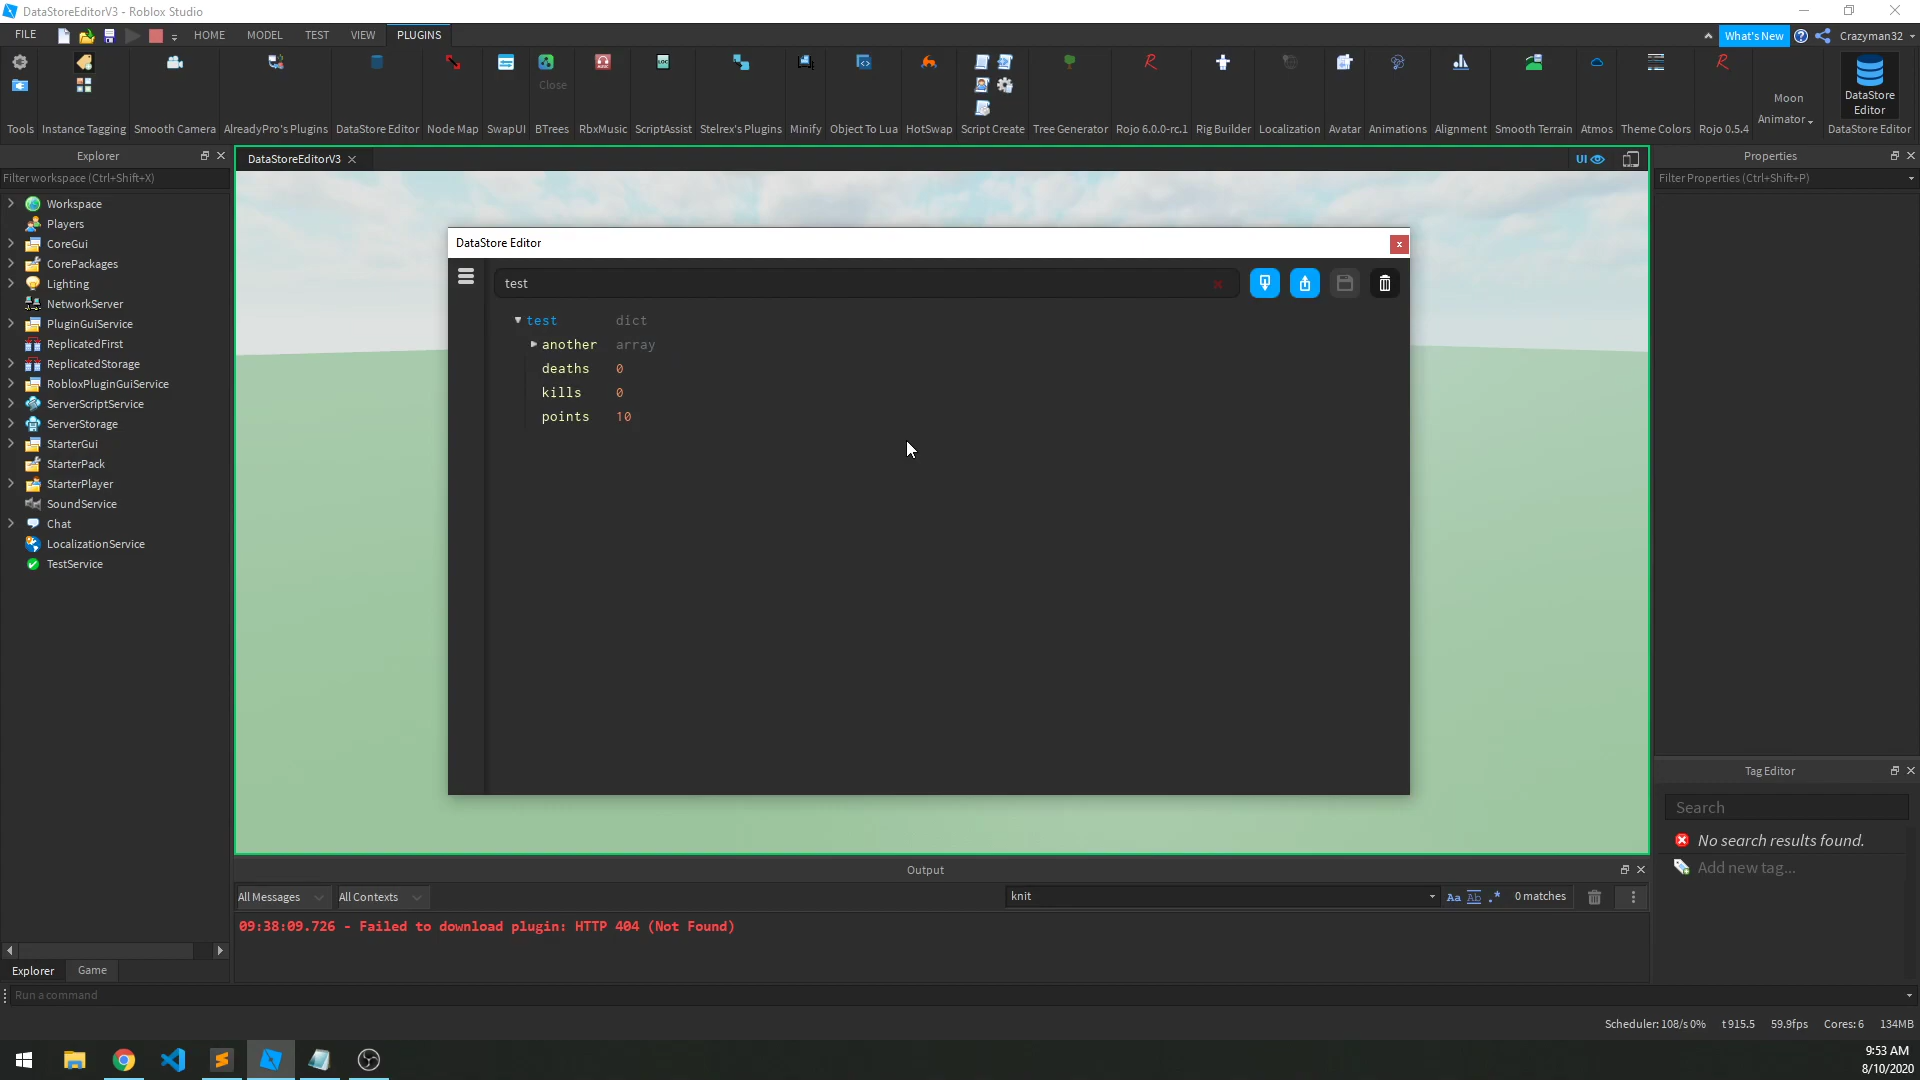 DataStoreEditorV3 - Roblox Studio
FILE HOME MODEL TEST VIEW PLUGINS What's New Crazyman32
Close
Moon Animator
DataStore Editor
Tools Instance Tagging Smooth Camera AlreadyPro's Plugins DataStore Editor Node Map SwapUI BTrees RbxMusic ScriptAssist Stelrex's Plugins Minify Object To Lua HotSwap Script Create Tree Generator Rojo 6.0.0-rc.1 Rig Builder Localization Avatar Animations Alignment Smooth Terrain Atmos Theme Colors Rojo 0.5.4 DataStore Editor
Explorer
Filter workspace (Ctrl+Shift+X)
Workspace
Players
CoreGui
CorePackages
Lighting
NetworkServer
PluginGuiService
ReplicatedFirst
ReplicatedStorage
RobloxPluginGuiService
ServerScriptService
ServerStorage
StarterGui
StarterPack
StarterPlayer
SoundService
Chat
LocalizationService
TestService
Explorer Game
DataStoreEditorV3
UI
DataStore Editor
test
test dict
another array
deaths 0
kills 0
points 10
Properties
Filter Properties (Ctrl+Shift+P)
Tag Editor
Search
No search results found.
Add new tag...
Output
All Messages All Contexts knit Aa Ab .* 0 matches
09:38:09.726 - Failed to download plugin: HTTP 404 (Not Found)
Run a command
Scheduler: 108/s 0% t 915.5 59.9fps Cores: 6 134MB
9:53 AM
8/10/2020